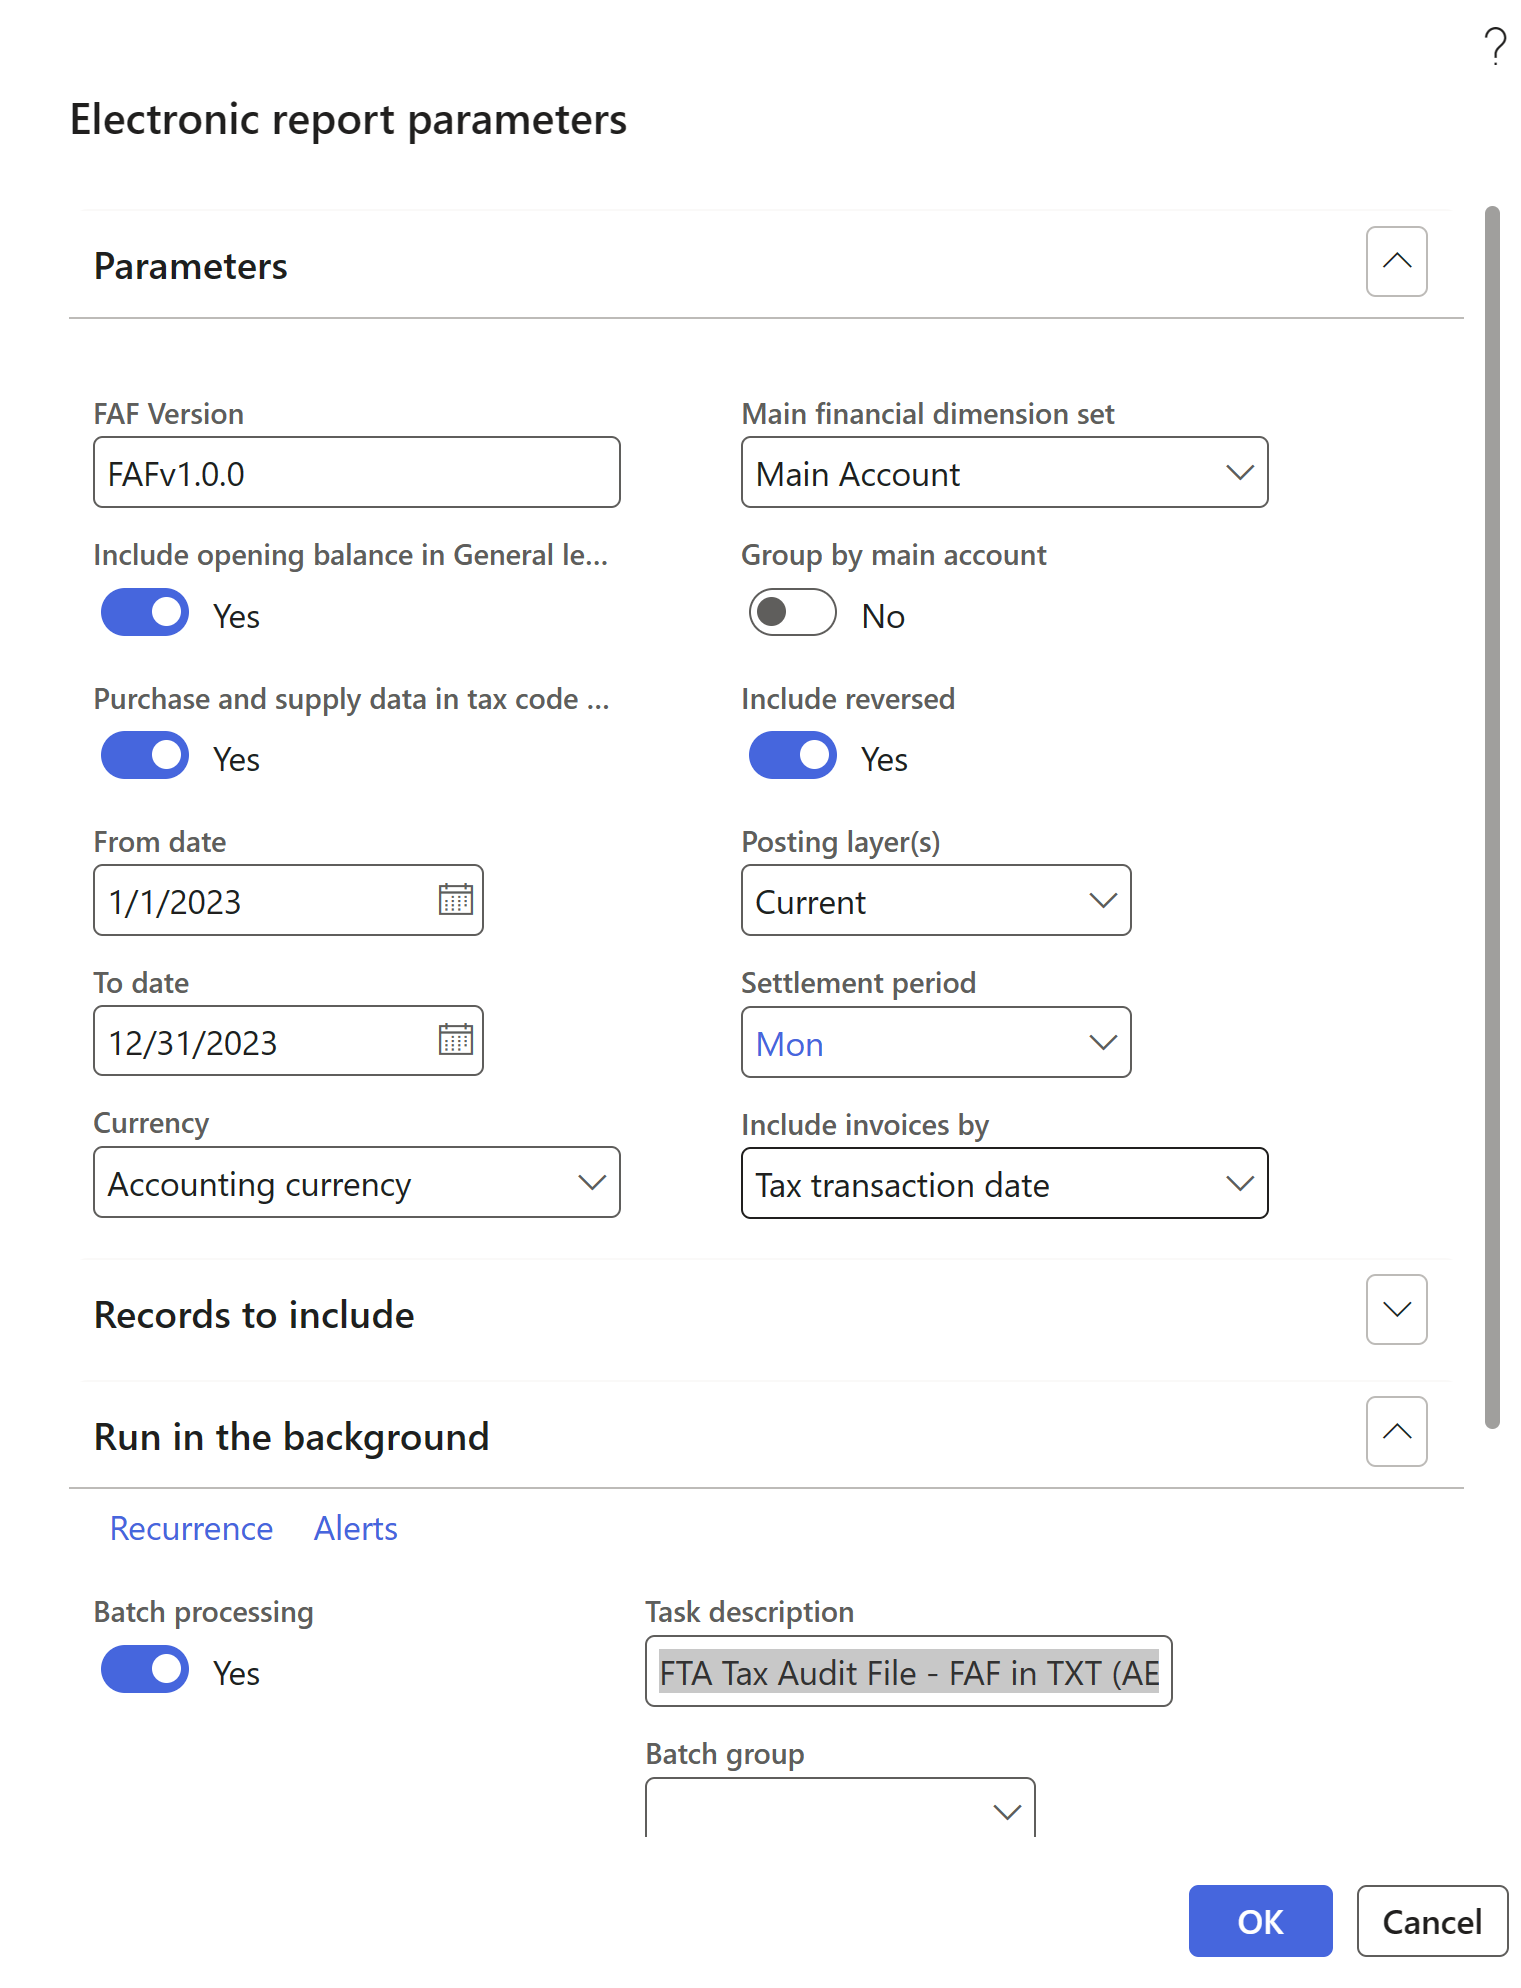 ?
Electronic report parameters
Parameters
FAF Version
FAFv1.0.0
Main financial dimension set
Main Account
Include opening balance in General le...
Yes
Group by main account
No
Purchase and supply data in tax code ...
Yes
Include reversed
Yes
From date
1/1/2023
Posting layer(s)
Current
To date
12/31/2023
Settlement period
Mon
Currency
Accounting currency
Include invoices by
Tax transaction date
Records to include
Run in the background
Recurrence Alerts
Batch processing
Yes
Task description
FTA Tax Audit File - FAF in TXT (AE
Batch group
OK Cancel